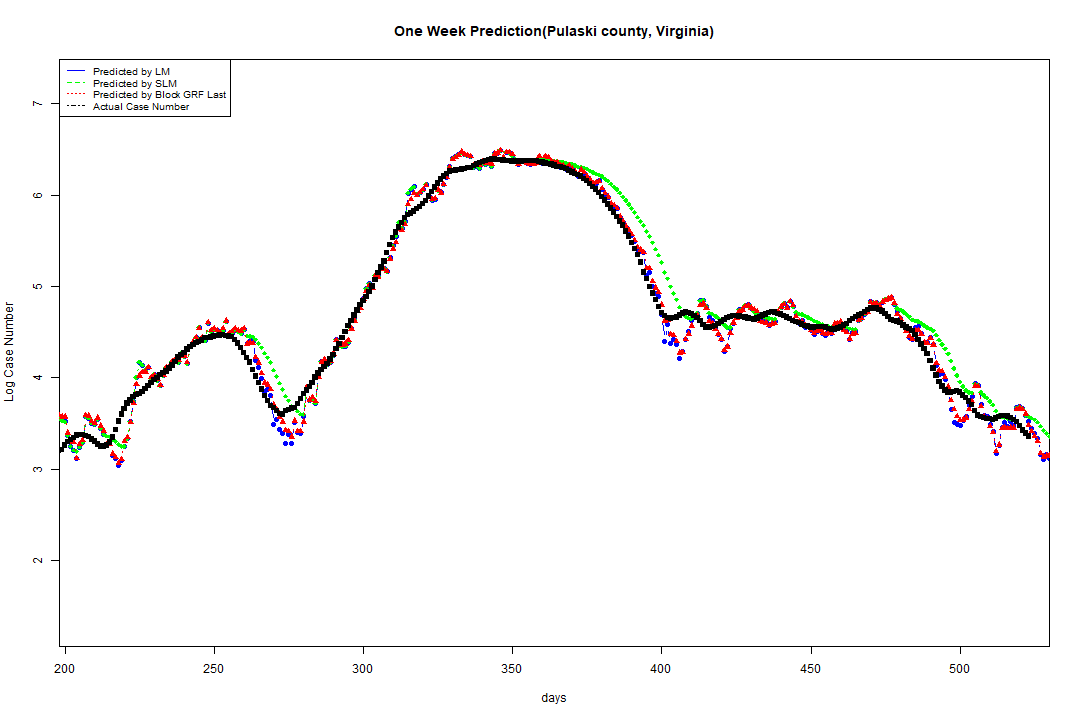 One Week Prediction(Pulaski county, Virginia)
Predicted by LM
Predicted by SLM
Predicted by Block GRF Last
Actual Case Number
7
6
5
4
3
2
Log Case Number
200 250 300 350 400 450 500
days